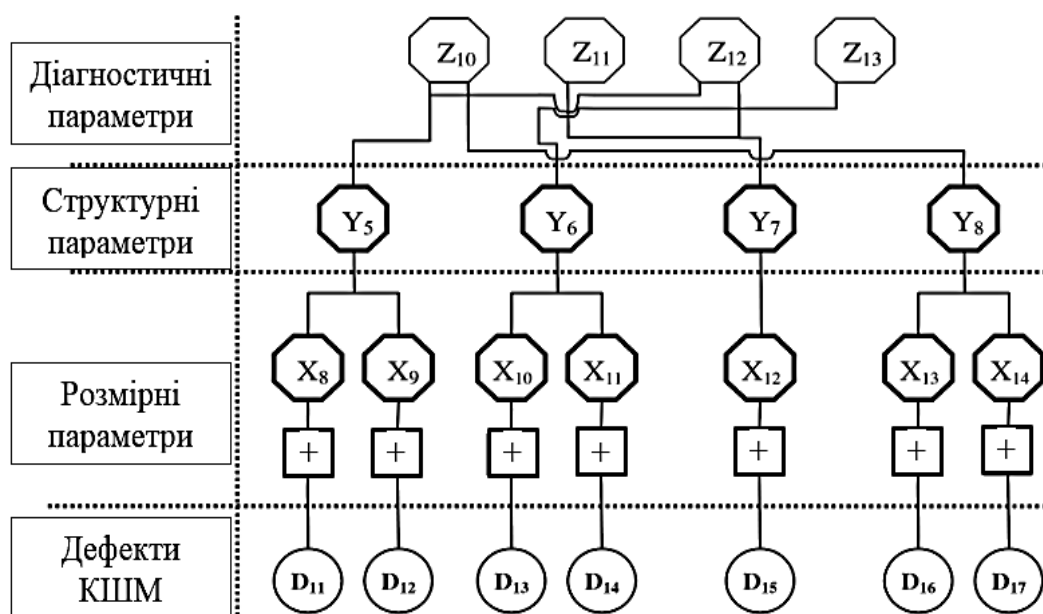 Діагностичні
параметри
Z10 Z11 Z12 Z13
Структурні
параметри
Y5 Y6 Y7 Y8
Розмірні
параметри
X8 X9 X10 X11 X12 X13 X14
+ + + + + + +
Дефекти
КШМ
D11 D12 D13 D14 D15 D16 D17